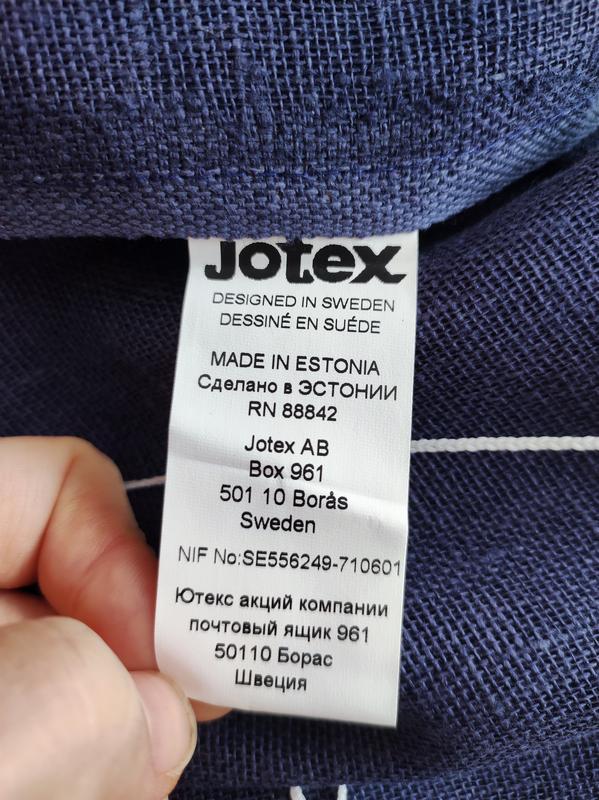 Jotex
DESIGNED IN SWEDEN
DESSINÉ EN SUÉDE
MADE IN ESTONIA
Сделано в ЭСТОНИИ
RN 88842
Jotex AB
Box 961
501 10 Borås
Sweden
NIF No:SE556249-710601
Ютекс акций компании
почтовый ящик 961
50110 Борас
Швеция